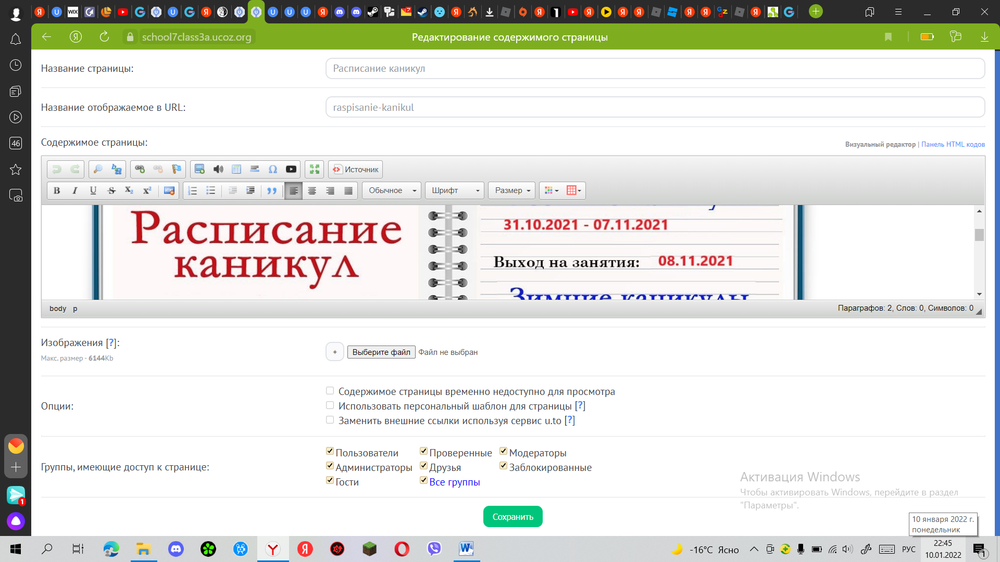 school7class3a.ucoz.org
Редактирование содержимого страницы
Название страницы:
Расписание каникул
Название отображаемое в URL:
raspisanie-kanikul
46
Содержимое страницы:
Визуальный редактор | Панель HTML кодов
Источник
B I U S X₂ X²
Обычное
Шрифт
Размер
Расписание
каникул
31.10.2021 - 07.11.2021
Выход на занятия: 08.11.2021
Зимние каникулы
body p
Параграфов: 2, Слов: 0, Символов: 0
Изображения [?]:
Макс. размер - 6144Kb
+
Выберите файл
Файл не выбран
Опции:
Содержимое страницы временно недоступно для просмотра
Использовать персональный шаблон для страницы [?]
Заменить внешние ссылки используя сервис u.to [?]
Группы, имеющие доступ к странице:
Пользователи Проверенные Модераторы
Администраторы Друзья Заблокированные
Гости Все группы
Сохранить
Активация Windows
Чтобы активировать Windows, перейдите в раздел
"Параметры".
10 января 2022 г.
понедельник
1
-16°C Ясно
РУС
22:45
10.01.2022
1